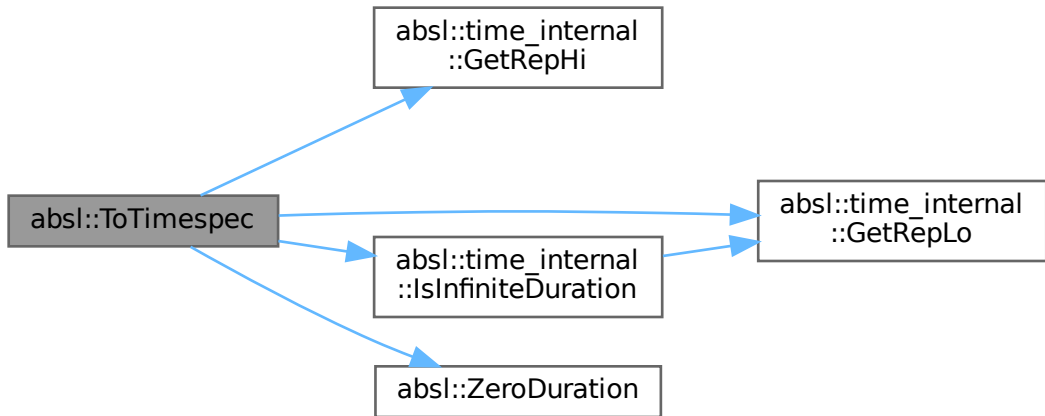 absl::time_internal
::GetRepHi
absl::ToTimespec
absl::time_internal
::GetRepLo
absl::time_internal
::IsInfiniteDuration
absl::ZeroDuration